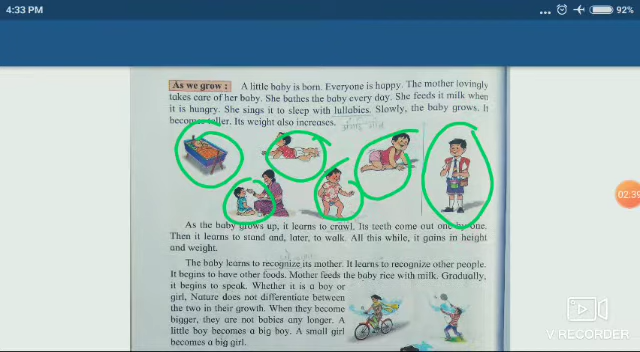 4:33 PM
92%
As we grow : A little baby is born. Everyone is happy. The mother lovingly
takes care of her baby. She bathes the baby every day. She feeds it milk when
it is hungry. She sings it to sleep with lullabies. Slowly, the baby grows. It
becomes taller. Its weight also increases.
02:39
As the baby grows up, it learns to crawl. Its teeth come out one by one.
Then it learns to stand and, later, to walk. All this while, it gains in height
and weight.
The baby learns to recognize its mother. It learns to recognize other people.
It begins to have other foods. Mother feeds the baby rice with milk. Gradually,
it begins to speak. Whether it is a boy or
girl, Nature does not differentiate between
the two in their growth. When they become
bigger, they are not babies any longer. A
little boy becomes a big boy. A small girl
becomes a big girl.
V.RECORDER